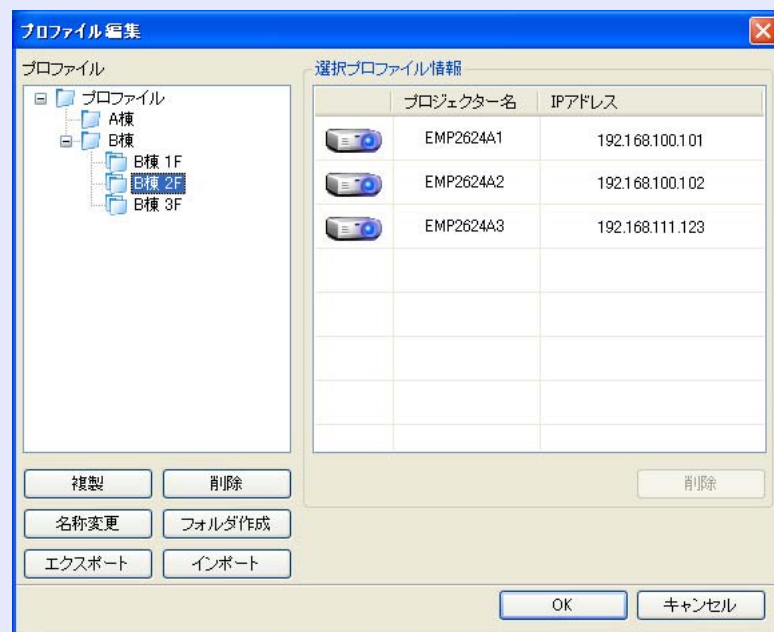 プロファイル編集
プロファイル
プロファイル
A棟
B棟
B棟 1F
B棟 2F
B棟 3F
複製
削除
名称変更
フォルダ作成
エクスポート
インポート
選択プロファイル情報
プロジェクター名 IPアドレス
EMP2624A1 192.168.100.101
EMP2624A2 192.168.100.102
EMP2624A3 192.168.111.123
削除
OK
キャンセル